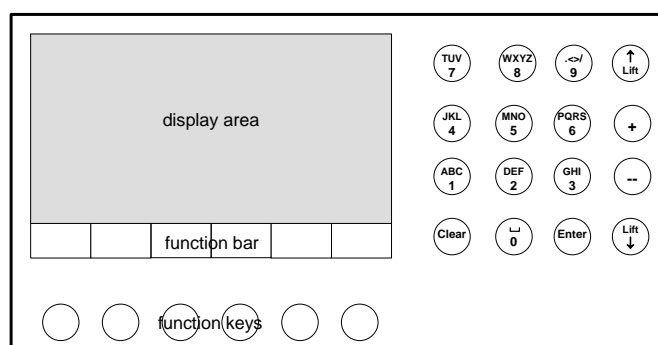 display area
function bar
function keys
TUV
7
WXYZ
8
.<>/
9
↑
Lift
JKL
4
MNO
5
PQRS
6
+
ABC
1
DEF
2
GHI
3
--
Clear
␣
0
Enter
Lift
↓